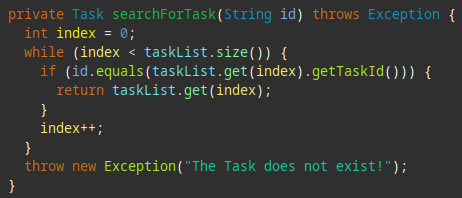 private Task searchForTask(String id) throws Exception {
  int index = 0;
  while (index < taskList.size()) {
    if (id.equals(taskList.get(index).getTaskId())) {
      return taskList.get(index);
    }
    index++;
  }
  throw new Exception("The Task does not exist!");
}